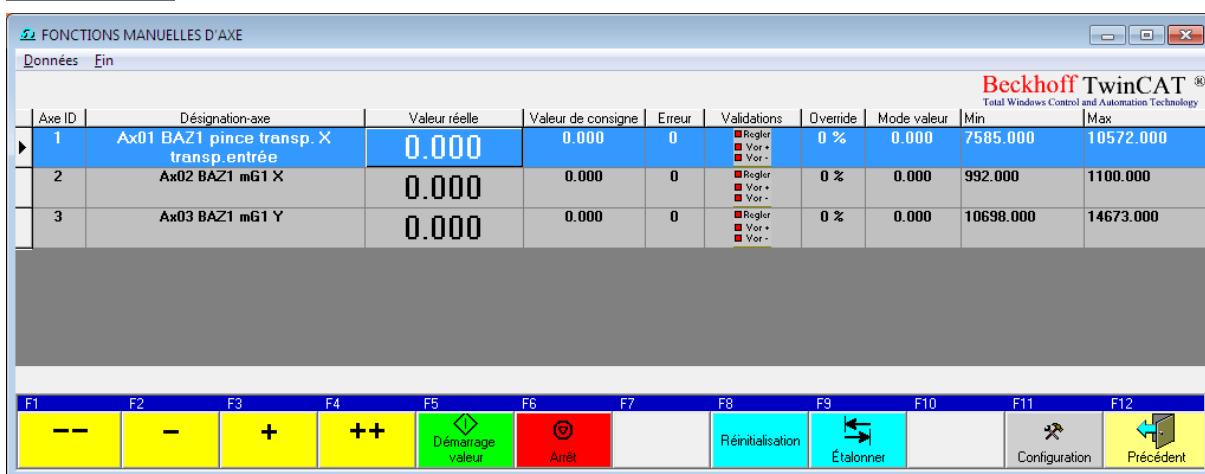 FONCTIONS MANUELLES D'AXE
Données Fin
Beckhoff TwinCAT ®
Total Windows Control and Automation Technology
Axe ID Désignation-axe Valeur réelle Valeur de consigne Erreur Validations Override Mode valeur Min Max
1 Ax01 BAZ1 pince transp. X transp.entrée 0.000 0.000 0 Regler Vor + Vor - 0 % 0.000 7585.000 10572.000
2 Ax02 BAZ1 mG1 X 0.000 0.000 0 Regler Vor + Vor - 0 % 0.000 992.000 1100.000
3 Ax03 BAZ1 mG1 Y 0.000 0.000 0 Regler Vor + Vor - 0 % 0.000 10698.000 14673.000
F1 F2 F3 F4 F5 F6 F7 F8 F9 F10 F11 F12
-- - + ++ Démarrage valeur Arrêt Réinitialisation Étalonner Configuration Précédent